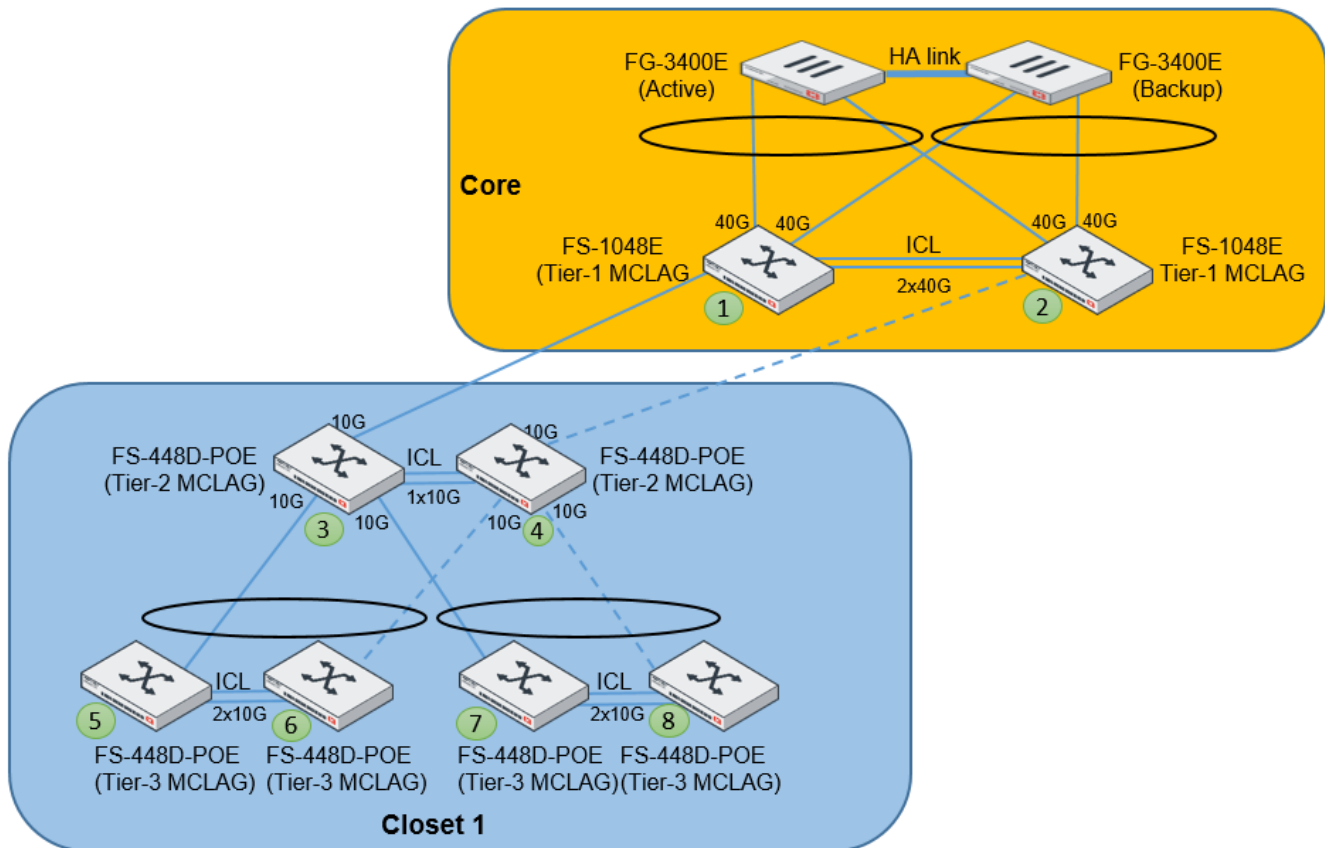 HA link
FG-3400E
(Active)
FG-3400E
(Backup)
Core
40G
40G
40G
40G
FS-1048E
(Tier-1 MCLAG
ICL
2x40G
FS-1048E
Tier-1 MCLAG
1
2
10G
10G
FS-448D-POE
(Tier-2 MCLAG)
ICL
1x10G
FS-448D-POE
(Tier-2 MCLAG)
10G
10G
10G
10G
3
4
ICL
2x10G
ICL
2x10G
5
6
7
8
FS-448D-POE
(Tier-3 MCLAG)
FS-448D-POE
(Tier-3 MCLAG)
FS-448D-POE
(Tier-3 MCLAG)
FS-448D-POE
(Tier-3 MCLAG)
Closet 1